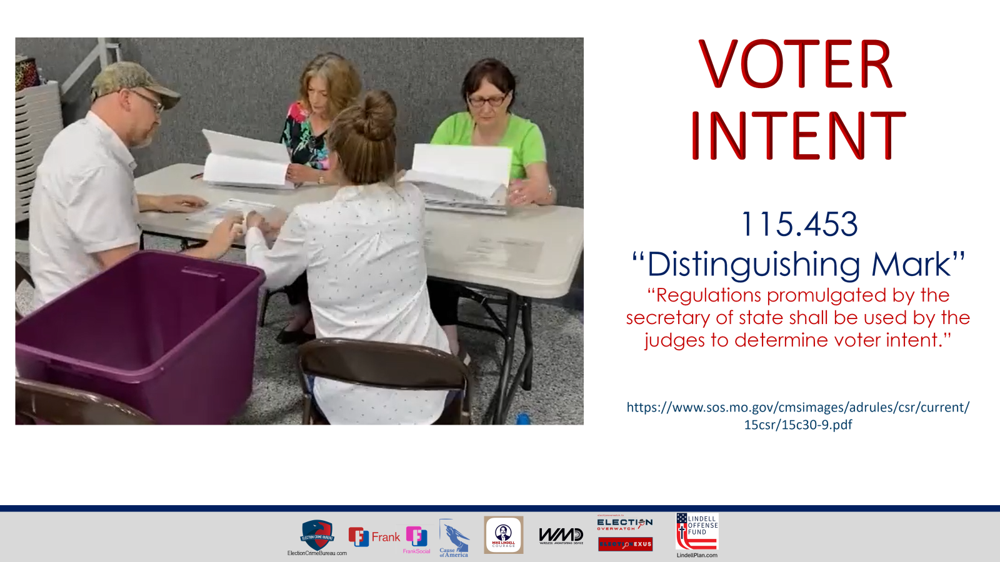 VOTER
INTENT
115.453
“Distinguishing Mark”
“Regulations promulgated by the
secretary of state shall be used by the
judges to determine voter intent.”
https://www.sos.mo.gov/cmsimages/adrules/csr/current/
15csr/15c30-9.pdf
ELECTION CRIME BUREAU
ElectionCrimeBureau.com
F Frank
F
FrankSocial
Cause
of America
MIKE LINDELL
COURAGE
WMD
WIRELESS MONITORING DEVICE
ELECTION
OVERWATCH
ELECTIONEXUS
LINDELL
OFFENSE
FUND
LindellPlan.com